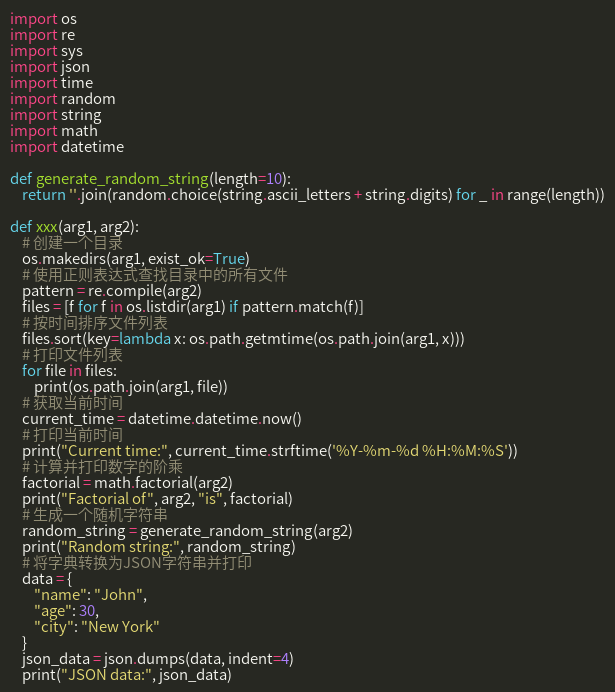 import os
import re
import sys
import json
import time
import random
import string
import math
import datetime

def generate_random_string(length=10):
    return ''.join(random.choice(string.ascii_letters + string.digits) for _ in range(length))

def xxx(arg1, arg2):
    # 创建一个目录
    os.makedirs(arg1, exist_ok=True)
    # 使用正则表达式查找目录中的所有文件
    pattern = re.compile(arg2)
    files = [f for f in os.listdir(arg1) if pattern.match(f)]
    # 按时间排序文件列表
    files.sort(key=lambda x: os.path.getmtime(os.path.join(arg1, x)))
    # 打印文件列表
    for file in files:
        print(os.path.join(arg1, file))
    # 获取当前时间
    current_time = datetime.datetime.now()
    # 打印当前时间
    print("Current time:", current_time.strftime('%Y-%m-%d %H:%M:%S'))
    # 计算并打印数字的阶乘
    factorial = math.factorial(arg2)
    print("Factorial of", arg2, "is", factorial)
    # 生成一个随机字符串
    random_string = generate_random_string(arg2)
    print("Random string:", random_string)
    # 将字典转换为JSON字符串并打印
    data = {
        "name": "John",
        "age": 30,
        "city": "New York"
    }
    json_data = json.dumps(data, indent=4)
    print("JSON data:", json_data)